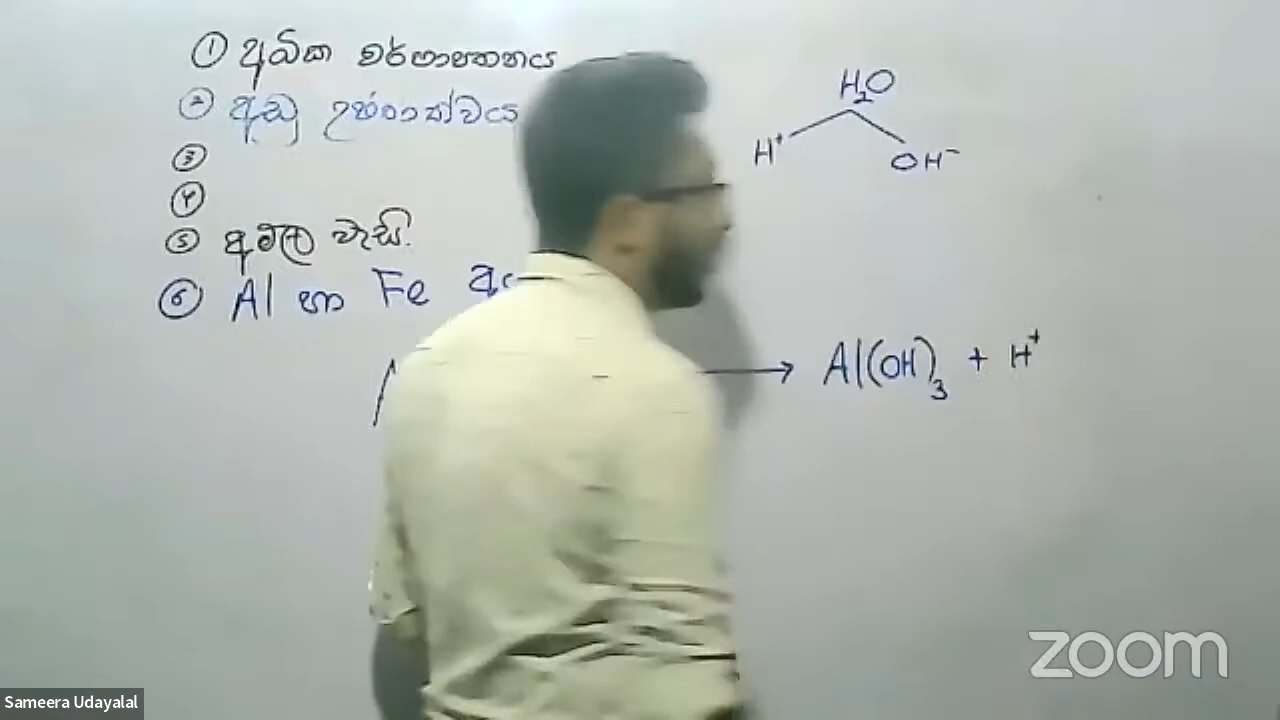 ① අධික වර්ෂාපතනය
② අඩු උෂ්ණත්වය
③
④
⑤ අම්ල වැසි.
⑥ Al හා Fe
H₂O
H⁺ OH⁻
→ Al(OH)₃ + H⁺
zoom
Sameera Udayalal